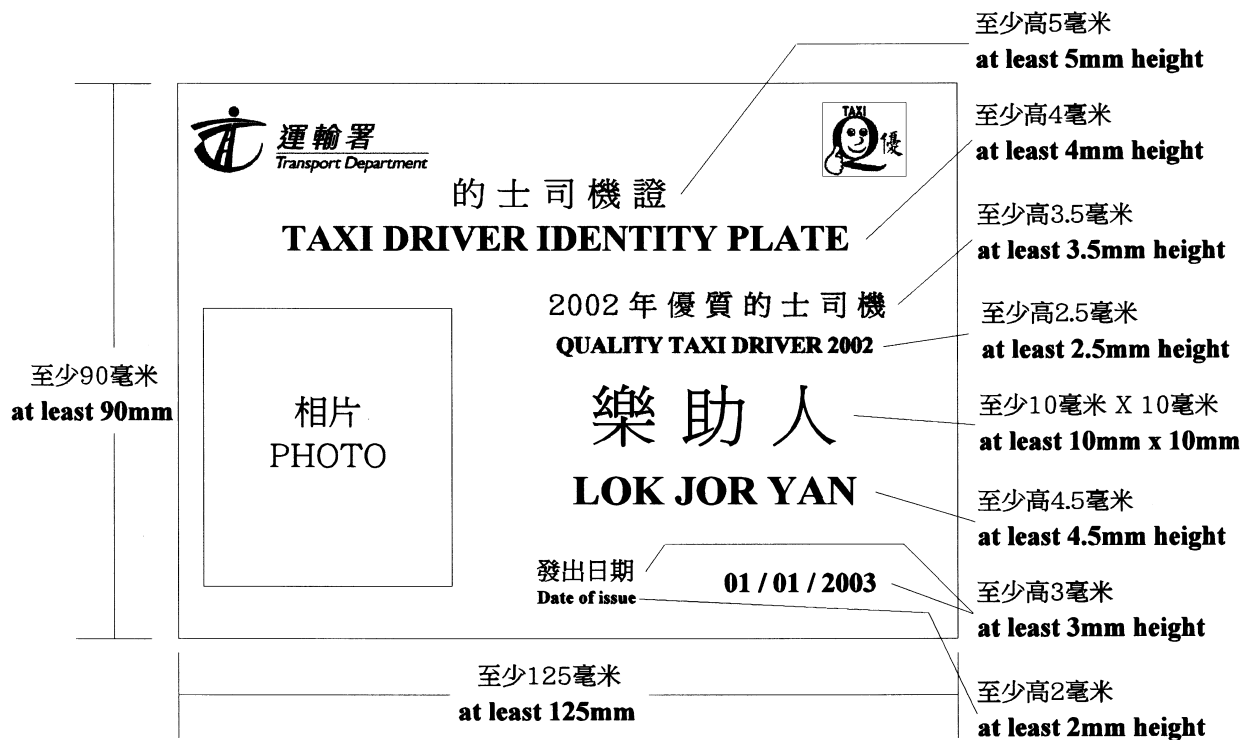 至少高5毫米
at least 5mm height
至少高4毫米
at least 4mm height
至少高3.5毫米
at least 3.5mm height
至少高2.5毫米
at least 2.5mm height
至少10毫米 X 10毫米
at least 10mm x 10mm
至少高4.5毫米
at least 4.5mm height
至少高3毫米
at least 3mm height
至少高2毫米
at least 2mm height
運輸署
Transport Department
TAXI
優
的士司機證
TAXI DRIVER IDENTITY PLATE
2002年優質的士司機
QUALITY TAXI DRIVER 2002
相片
PHOTO
樂助人
LOK JOR YAN
發出日期
Date of issue
01 / 01 / 2003
至少90毫米
at least 90mm
至少125毫米
at least 125mm